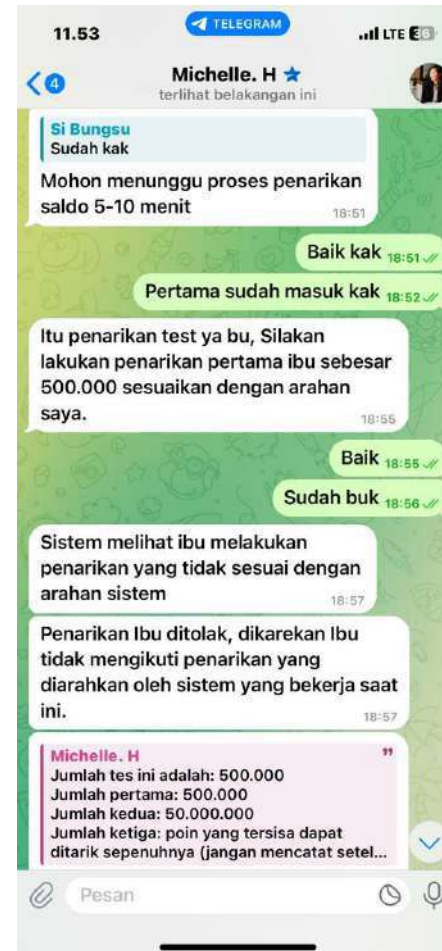 11.53
TELEGRAM
LTE 36
4
Michelle. H
terlihat belakangan ini
Si Bungsu
Sudah kak
Mohon menunggu proses penarikan
saldo 5-10 menit
18:51
Baik kak 18:51
Pertama sudah masuk kak 18:52
Itu penarikan test ya bu, Silakan
lakukan penarikan pertama ibu sebesar
500.000 sesuaikan dengan arahan
saya.
18:55
Baik 18:55
Sudah buk 18:56
Sistem melihat ibu melakukan
penarikan yang tidak sesuai dengan
arahan sistem
18:57
Penarikan Ibu ditolak, dikarekan Ibu
tidak mengikuti penarikan yang
diarahkan oleh sistem yang bekerja saat
ini.
18:57
Michelle. H
Jumlah tes ini adalah: 500.000
Jumlah pertama: 500.000
Jumlah kedua: 50.000.000
Jumlah ketiga: poin yang tersisa dapat
ditarik sepenuhnya (jangan mencatat setel...
Pesan